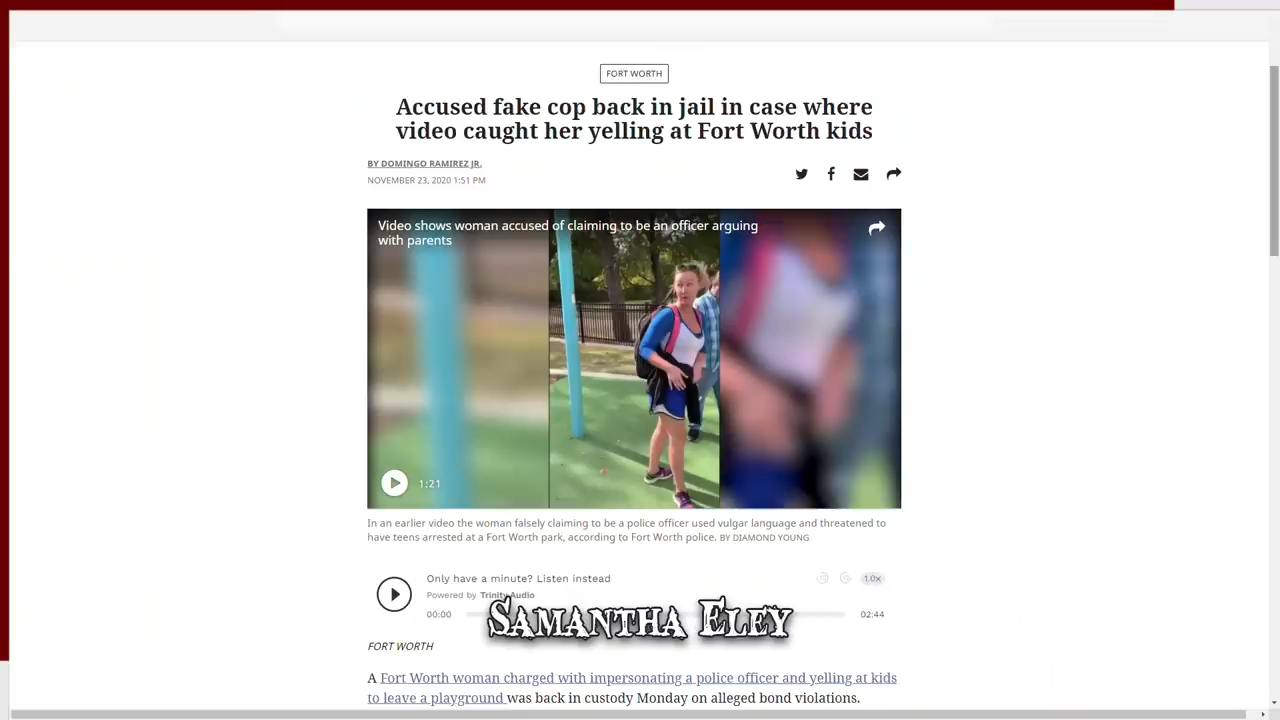 FORT WORTH
Accused fake cop back in jail in case where
video caught her yelling at Fort Worth kids
BY DOMINGO RAMIREZ JR.
NOVEMBER 23, 2020 1:51 PM
Video shows woman accused of claiming to be an officer arguing
with parents
1:21
In an earlier video the woman falsely claiming to be a police officer used vulgar language and threatened to
have teens arrested at a Fort Worth park, according to Fort Worth police. BY DIAMOND YOUNG
Only have a minute? Listen instead
1.0x
Powered by Trinity Audio
00:00
02:44
SAMANTHA ELEY
FORT WORTH
A Fort Worth woman charged with impersonating a police officer and yelling at kids
to leave a playground was back in custody Monday on alleged bond violations.